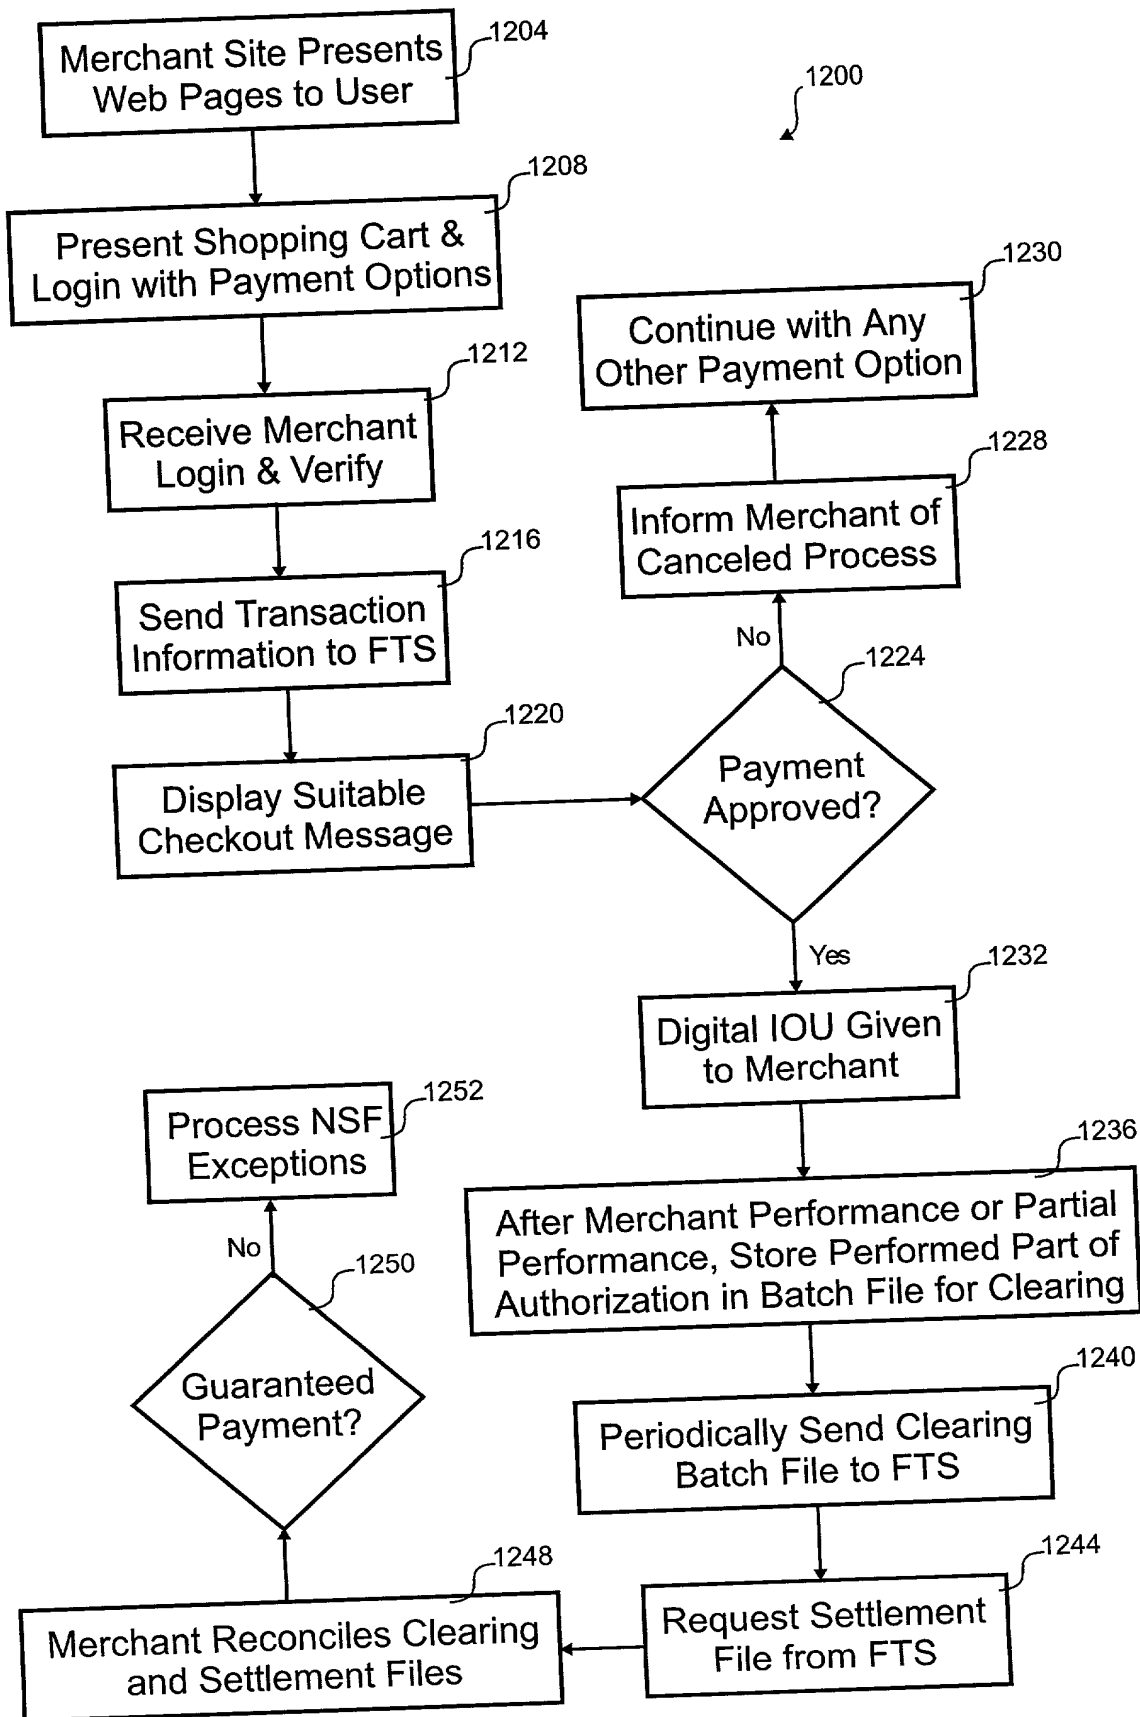 Merchant Site Presents
Web Pages to User
1204
1200
Present Shopping Cart &
Login with Payment Options
1208
Receive Merchant
Login & Verify
1212
Send Transaction
Information to FTS
1216
Display Suitable
Checkout Message
1220
Payment
Approved?
1224
No
Inform Merchant of
Canceled Process
1228
Continue with Any
Other Payment Option
1230
Yes
Digital IOU Given
to Merchant
1232
After Merchant Performance or Partial
Performance, Store Performed Part of
Authorization in Batch File for Clearing
1236
Periodically Send Clearing
Batch File to FTS
1240
Request Settlement
File from FTS
1244
Merchant Reconciles Clearing
and Settlement Files
1248
Guaranteed
Payment?
1250
No
Process NSF
Exceptions
1252